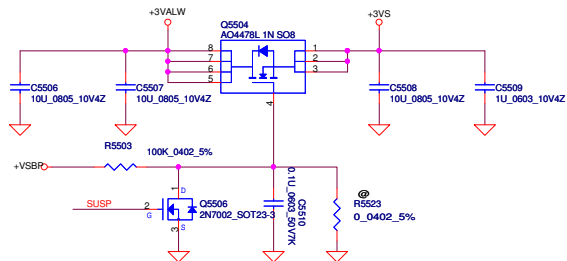 +3VALW
+3VS
Q5504
AO4478L 1N SO8
8
7
6
5
1
2
3
4
C5506
10U_0805_10V4Z
C5507
10U_0805_10V4Z
C5508
10U_0805_10V4Z
C5509
1U_0603_10V4Z
R5503
100K_0402_5%
+VSBP
SUSP
1
D
2
G
3
S
Q5506
2N7002_SOT23-3
C5510
0.1U_0603_50V7K
@
R5523
0_0402_5%